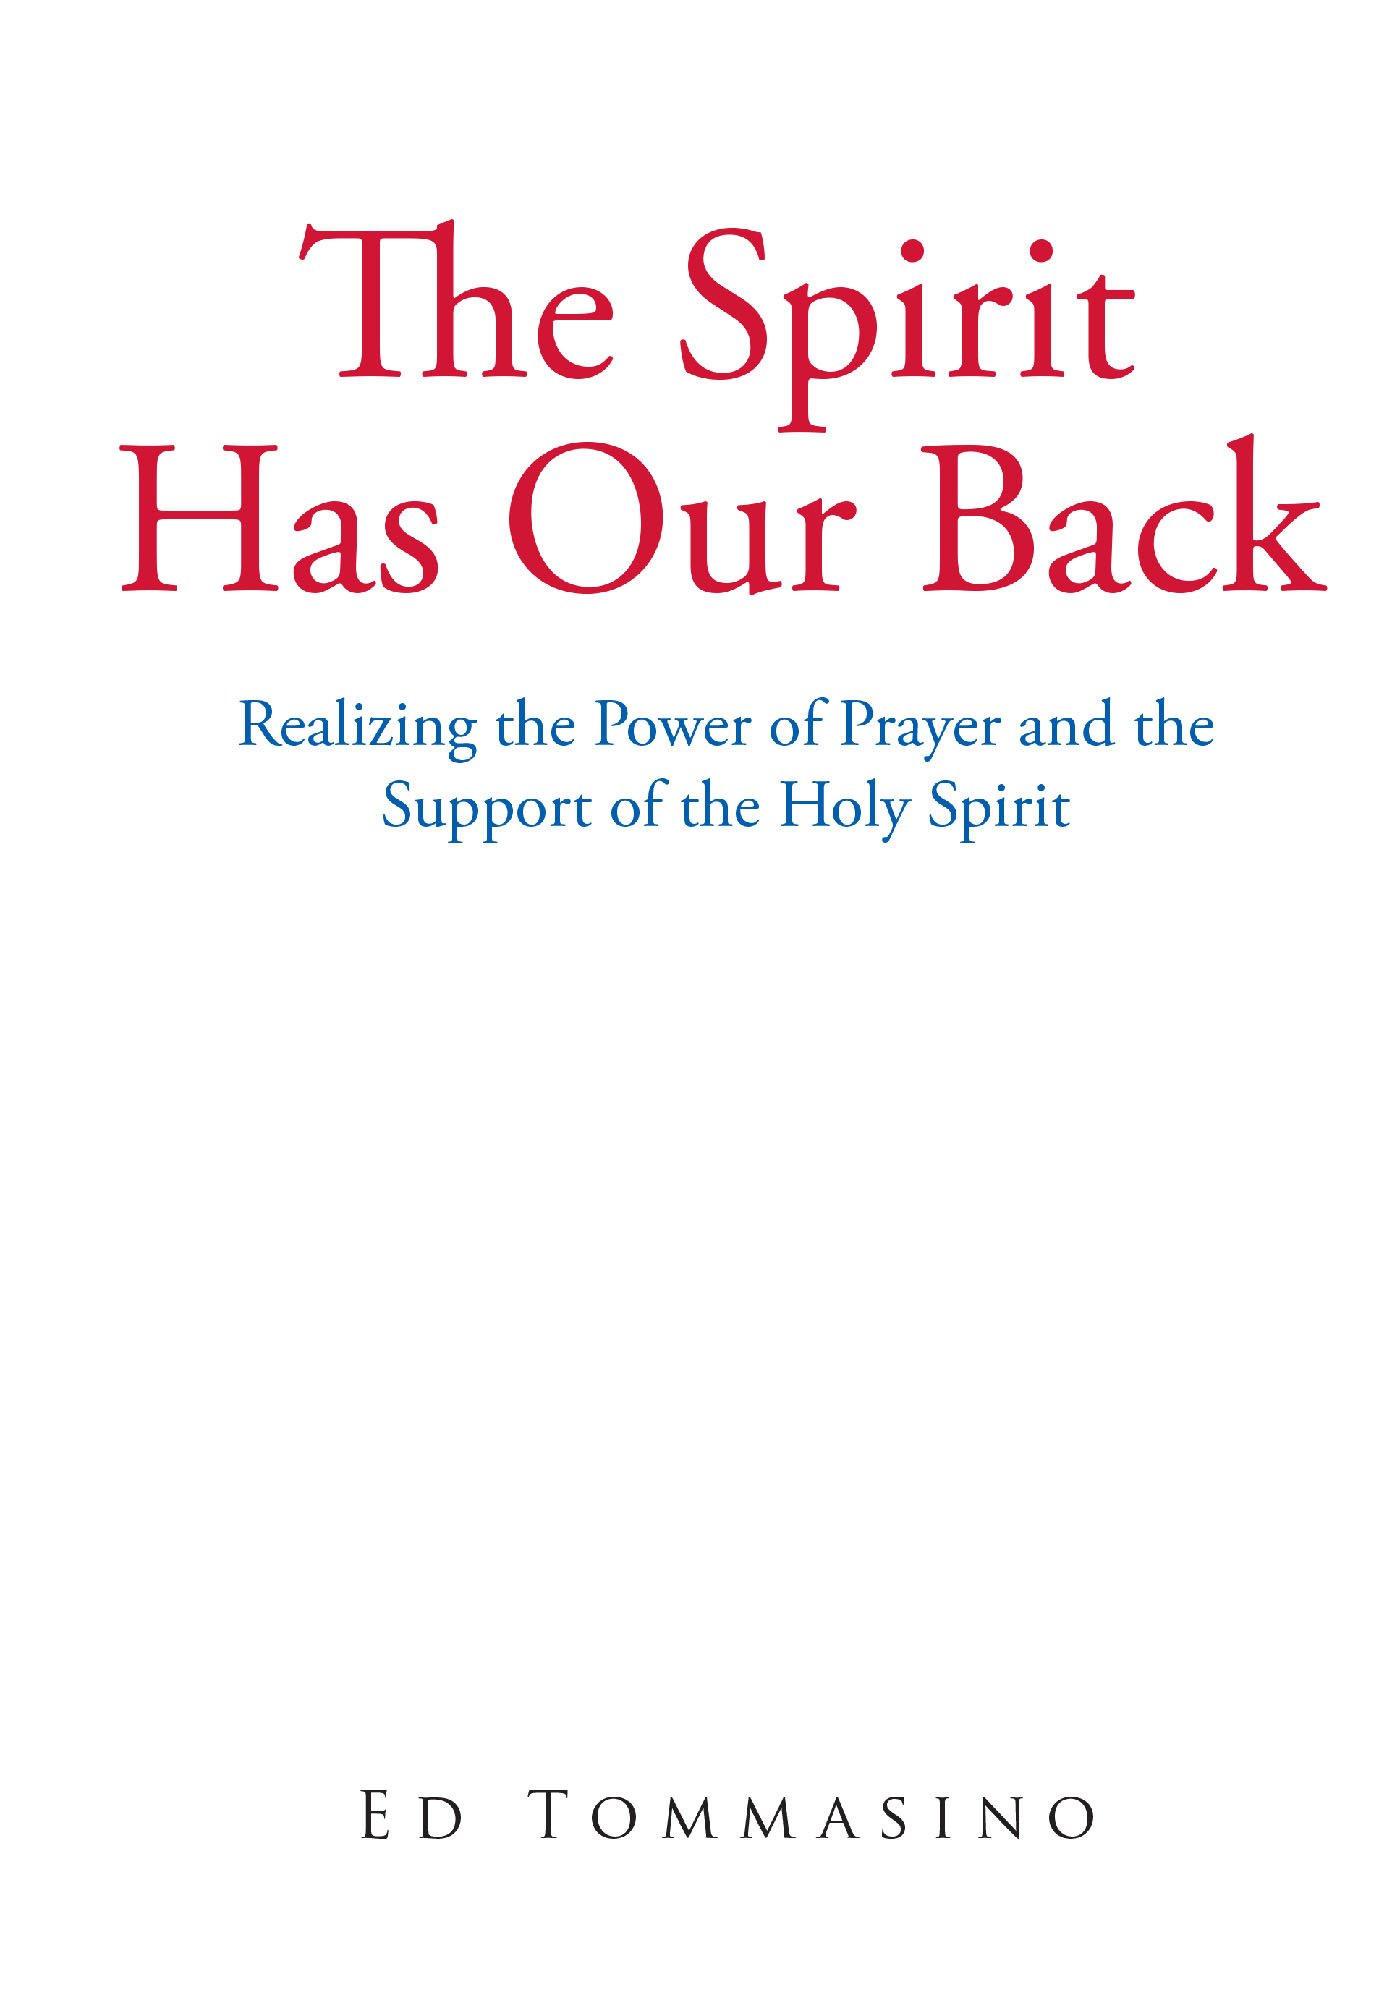 The Spirit
Has Our Back
Realizing the Power of Prayer and the
Support of the Holy Spirit
Ed Tommasino